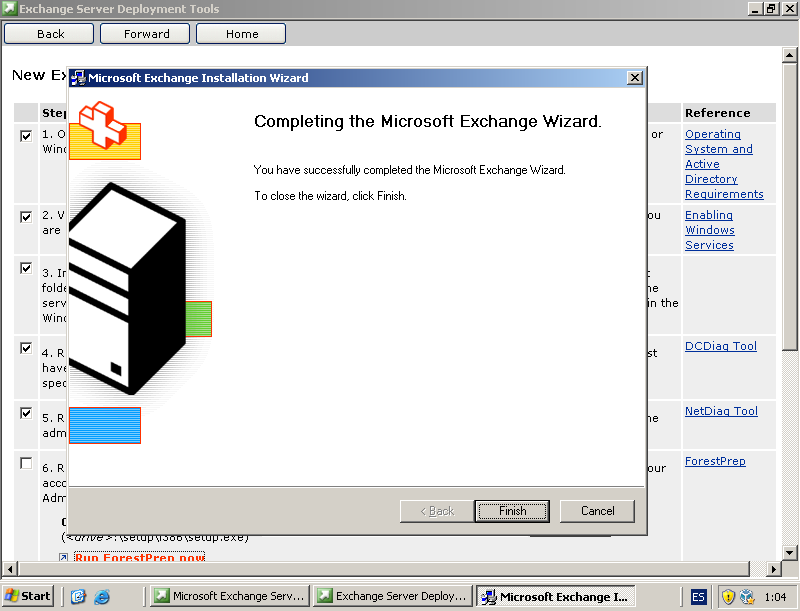 Exchange Server Deployment Tools
Back
Forward
Home
New Ex
Microsoft Exchange Installation Wizard
Completing the Microsoft Exchange Wizard.
You have successfully completed the Microsoft Exchange Wizard.
To close the wizard, click Finish.
< Back
Finish
Cancel
Step
Reference
1. O
or
Operating
Wind
System and
Active
Directory
Requirements
2. V
ou
Enabling
are
Windows
Services
3. In
t
folde
he
serv
in the
Wind
4. R
st
DCDiag Tool
have
spec
5. R
he
NetDiag Tool
adm
6. R
our
ForestPrep
acco
Adm
(<drive>:\setup\i386\setup.exe)
Run ForestPrep now
Start
Microsoft Exchange Serv...
Exchange Server Deploy...
Microsoft Exchange I...
ES
1:04